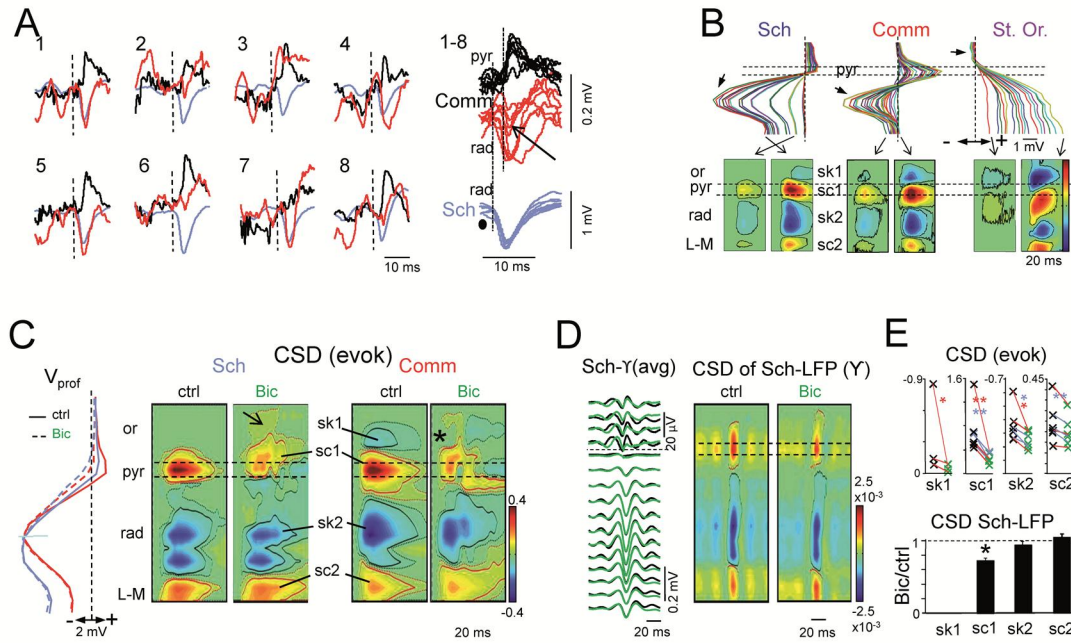 A
1
2
3
4
1-8
pyr
Comm
rad
0.2 mV
5
6
7
8
rad
Sch
1 mV
10 ms
10 ms
B
Sch
Comm
St. Or.
pyr
- +
1 mV
or
pyr
rad
L-M
sk1
sc1
sk2
sc2
20 ms
C
CSD (evok)
Sch
Comm
Vprof
ctrl
Bic
ctrl
Bic
ctrl
Bic
or
pyr
rad
L-M
sk1
sc1
sk2
sc2
*
0.4
-0.4
- +
2 mV
20 ms
D
Sch-ϒ(avg)
CSD of Sch-LFP (ϒ)
ctrl
Bic
20 μV
0.2 mV
2.5
x10-3
-2.5
x10-3
20 ms
E
CSD (evok)
-0.9
1.6
-0.7
0.45
*
* *
* *
*
*
* *
0
sk1
sc1
sk2
sc2
CSD Sch-LFP
Bic/ctrl
1
0
*
sk1
sc1
sk2
sc2